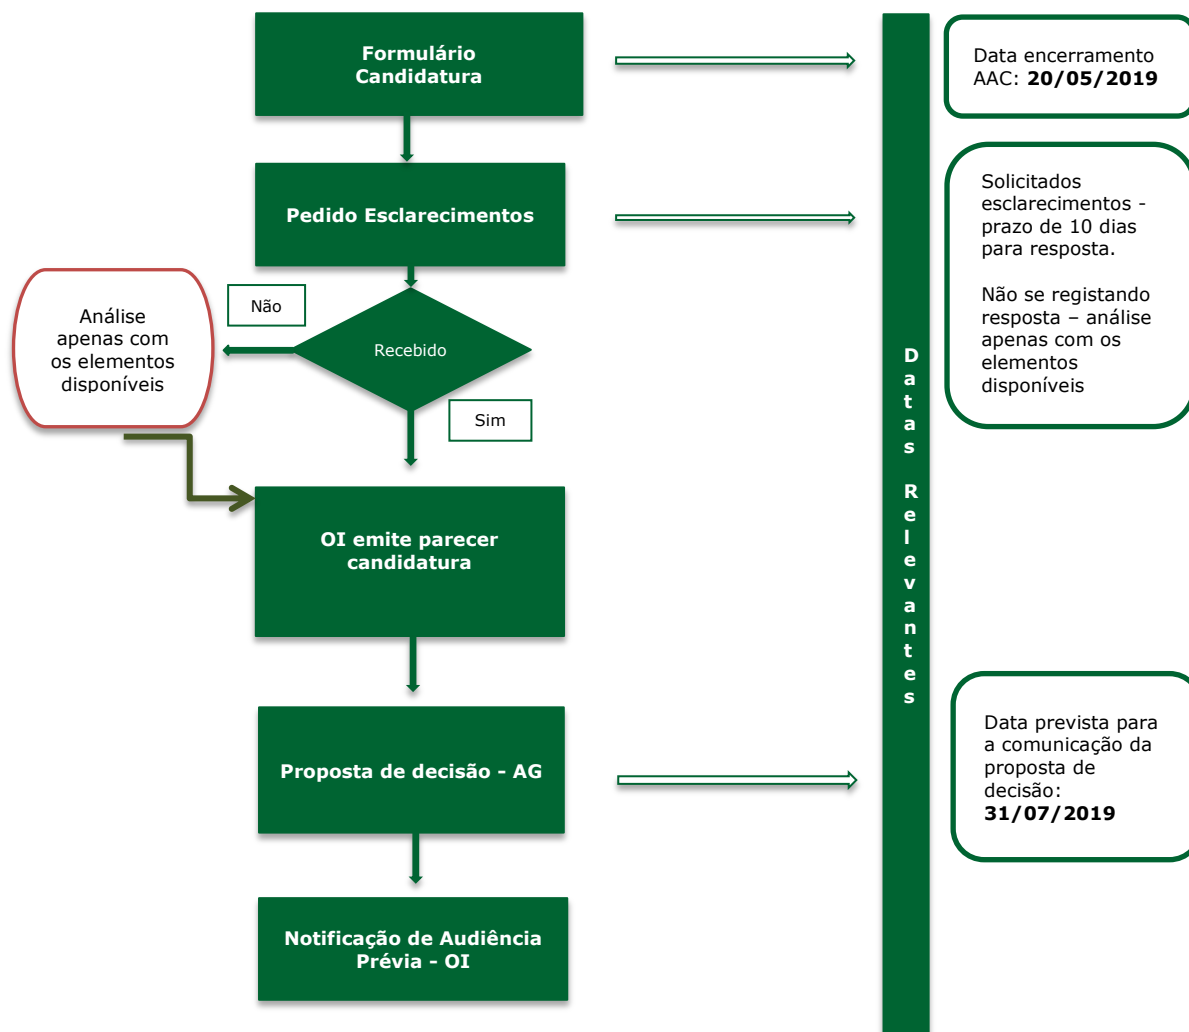 Formulário
Candidatura
Data encerramento
AAC: 20/05/2019
Pedido Esclarecimentos
Solicitados
esclarecimentos -
prazo de 10 dias
para resposta.
Não se registando
resposta – análise
apenas com os
elementos
disponíveis
Não
Análise
apenas com
os elementos
disponíveis
Recebido
Sim
Datas Relevantes
OI emite parecer
candidatura
Proposta de decisão - AG
Data prevista para
a comunicação da
proposta de
decisão:
31/07/2019
Notificação de Audiência
Prévia - OI